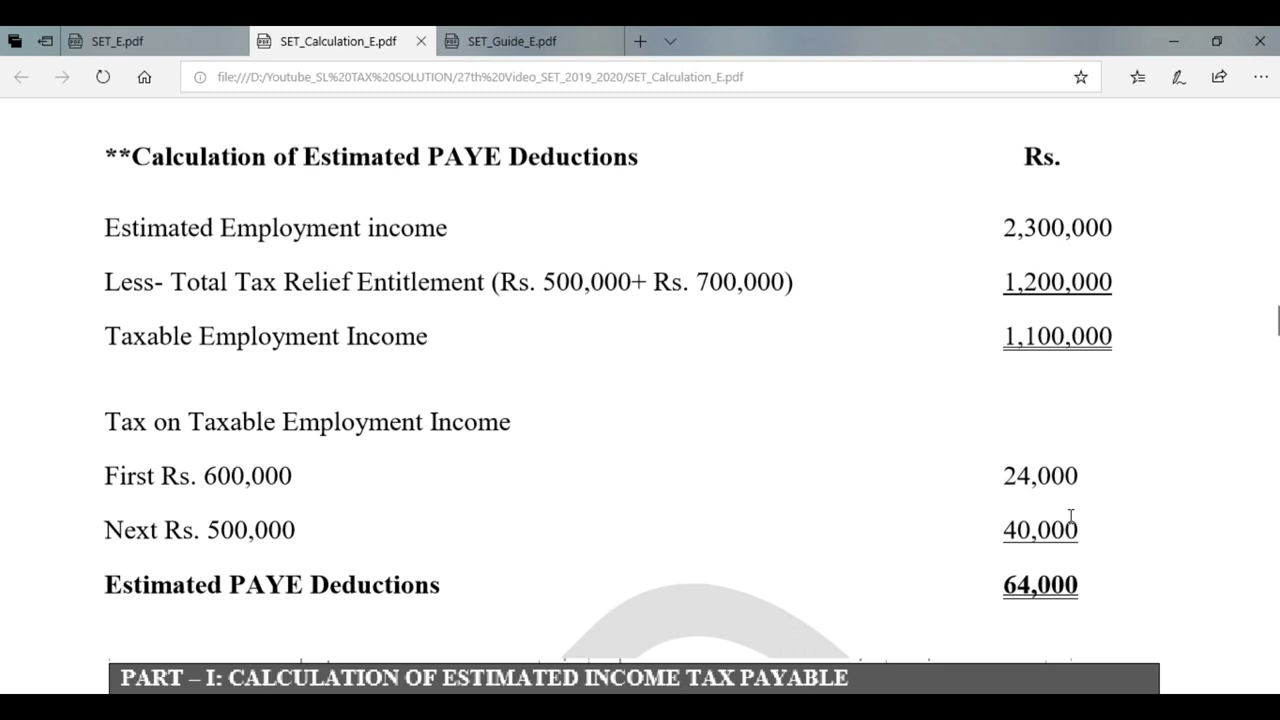 SET_E.pdf SET_Calculation_E.pdf SET_Guide_E.pdf
file:///D:/Youtube_SL%20TAX%20SOLUTION/27th%20Video_SET_2019_2020/SET_Calculation_E.pdf
**Calculation of Estimated PAYE Deductions Rs.
Estimated Employment income 2,300,000
Less- Total Tax Relief Entitlement (Rs. 500,000+ Rs. 700,000) 1,200,000
Taxable Employment Income 1,100,000
Tax on Taxable Employment Income
First Rs. 600,000 24,000
Next Rs. 500,000 40,000
Estimated PAYE Deductions 64,000
PART – I: CALCULATION OF ESTIMATED INCOME TAX PAYABLE